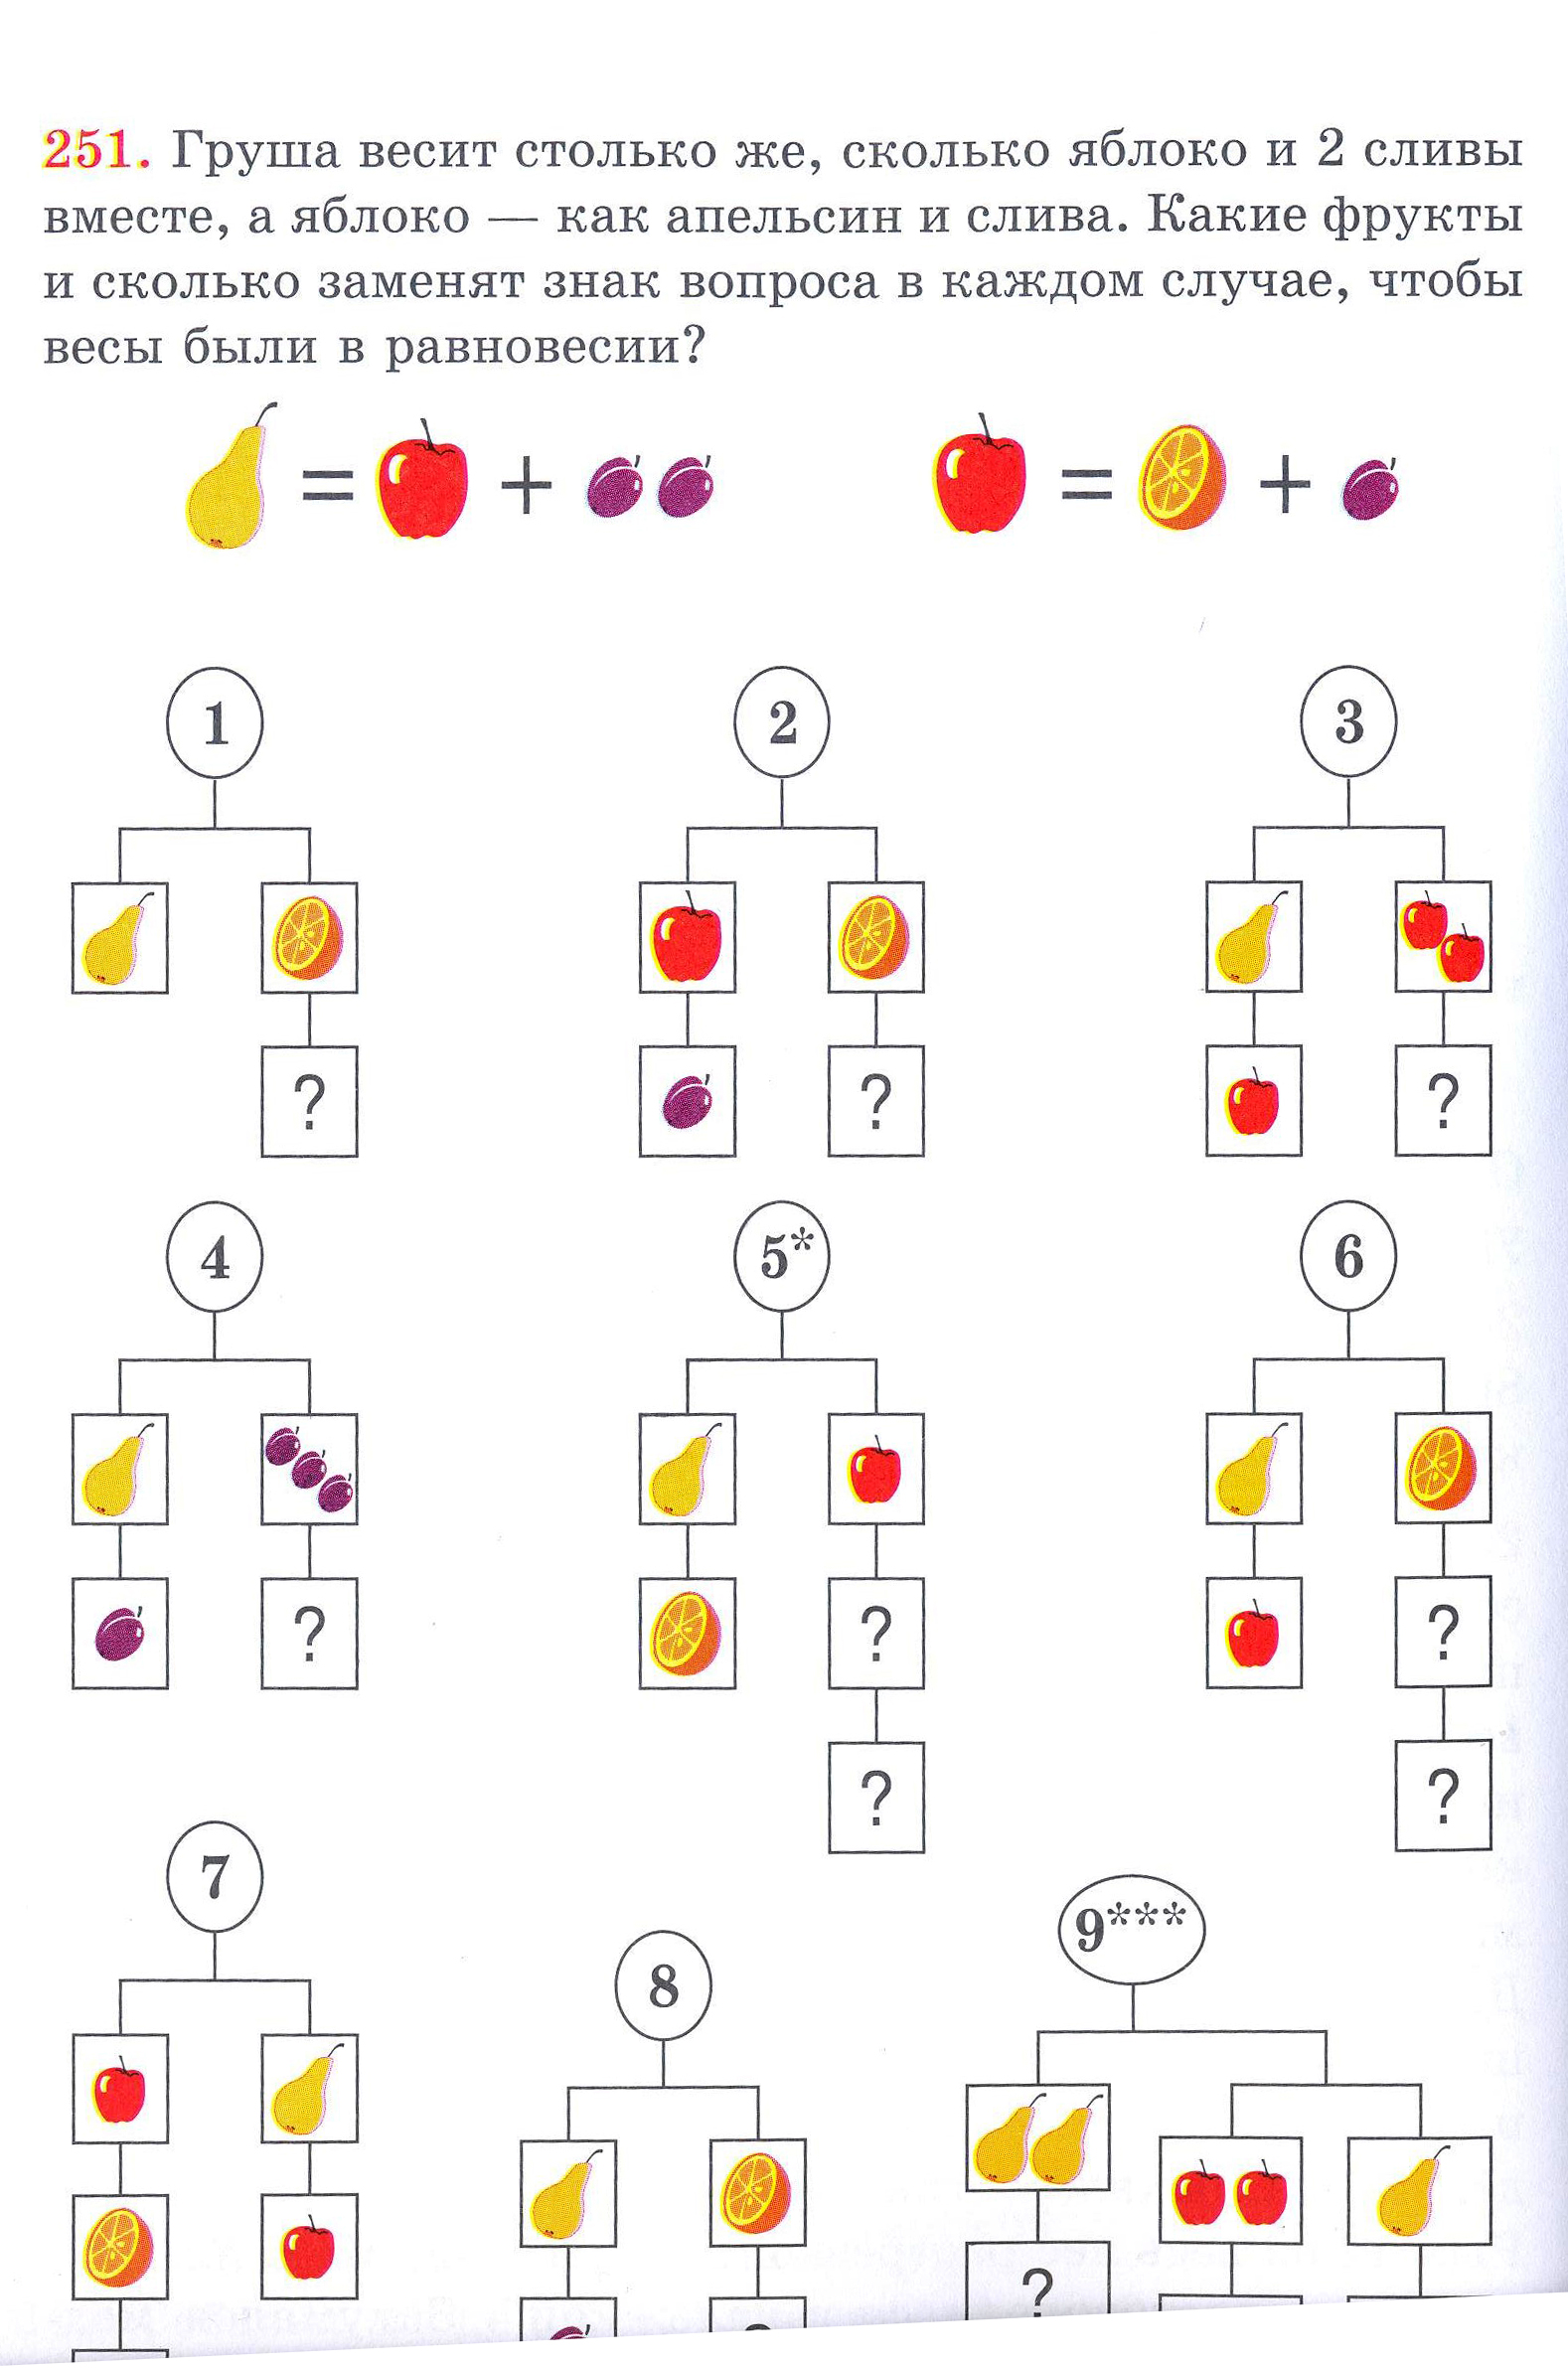 251. Груша весит столько же, сколько яблоко и 2 сливы
вместе, а яблоко — как апельсин и слива. Какие фрукты
и сколько заменят знак вопроса в каждом случае, чтобы
весы были в равновесии?
= + = +
1 2 3
? ? ?
4 5* 6
? ? ?
? ?
7 8 9***
?